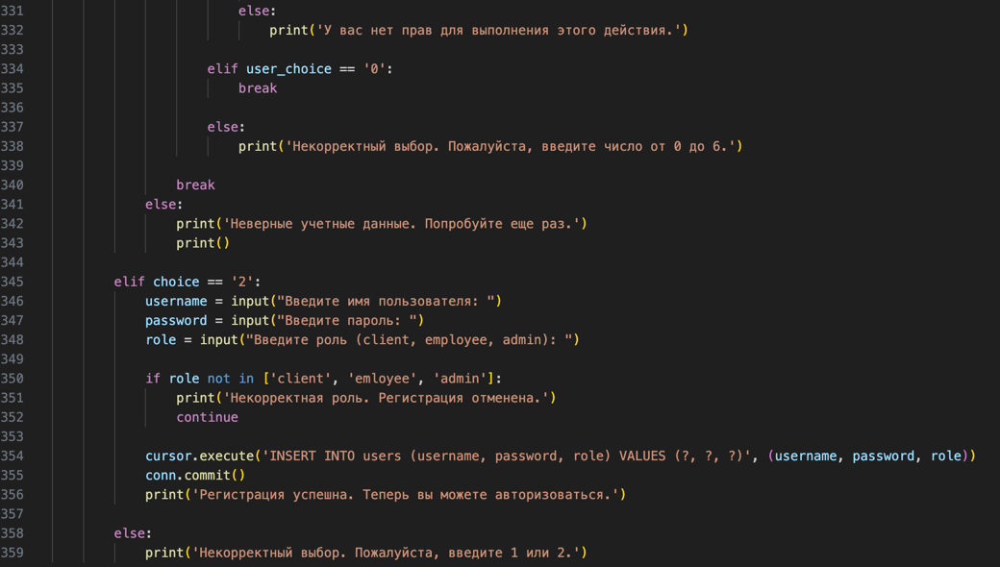 331 else:
332 print('У вас нет прав для выполнения этого действия.')
333
334 elif user_choice == '0':
335 break
336
337 else:
338 print('Некорректный выбор. Пожалуйста, введите число от 0 до 6.')
339
340 break
341 else:
342 print('Неверные учетные данные. Попробуйте еще раз.')
343 print()
344
345 elif choice == '2':
346 username = input("Введите имя пользователя: ")
347 password = input("Введите пароль: ")
348 role = input("Введите роль (client, employee, admin): ")
349
350 if role not in ['client', 'emloyee', 'admin']:
351 print('Некорректная роль. Регистрация отменена.')
352 continue
353
354 cursor.execute('INSERT INTO users (username, password, role) VALUES (?, ?, ?)', (username, password, role))
355 conn.commit()
356 print('Регистрация успешна. Теперь вы можете авторизоваться.')
357
358 else:
359 print('Некорректный выбор. Пожалуйста, введите 1 или 2.')